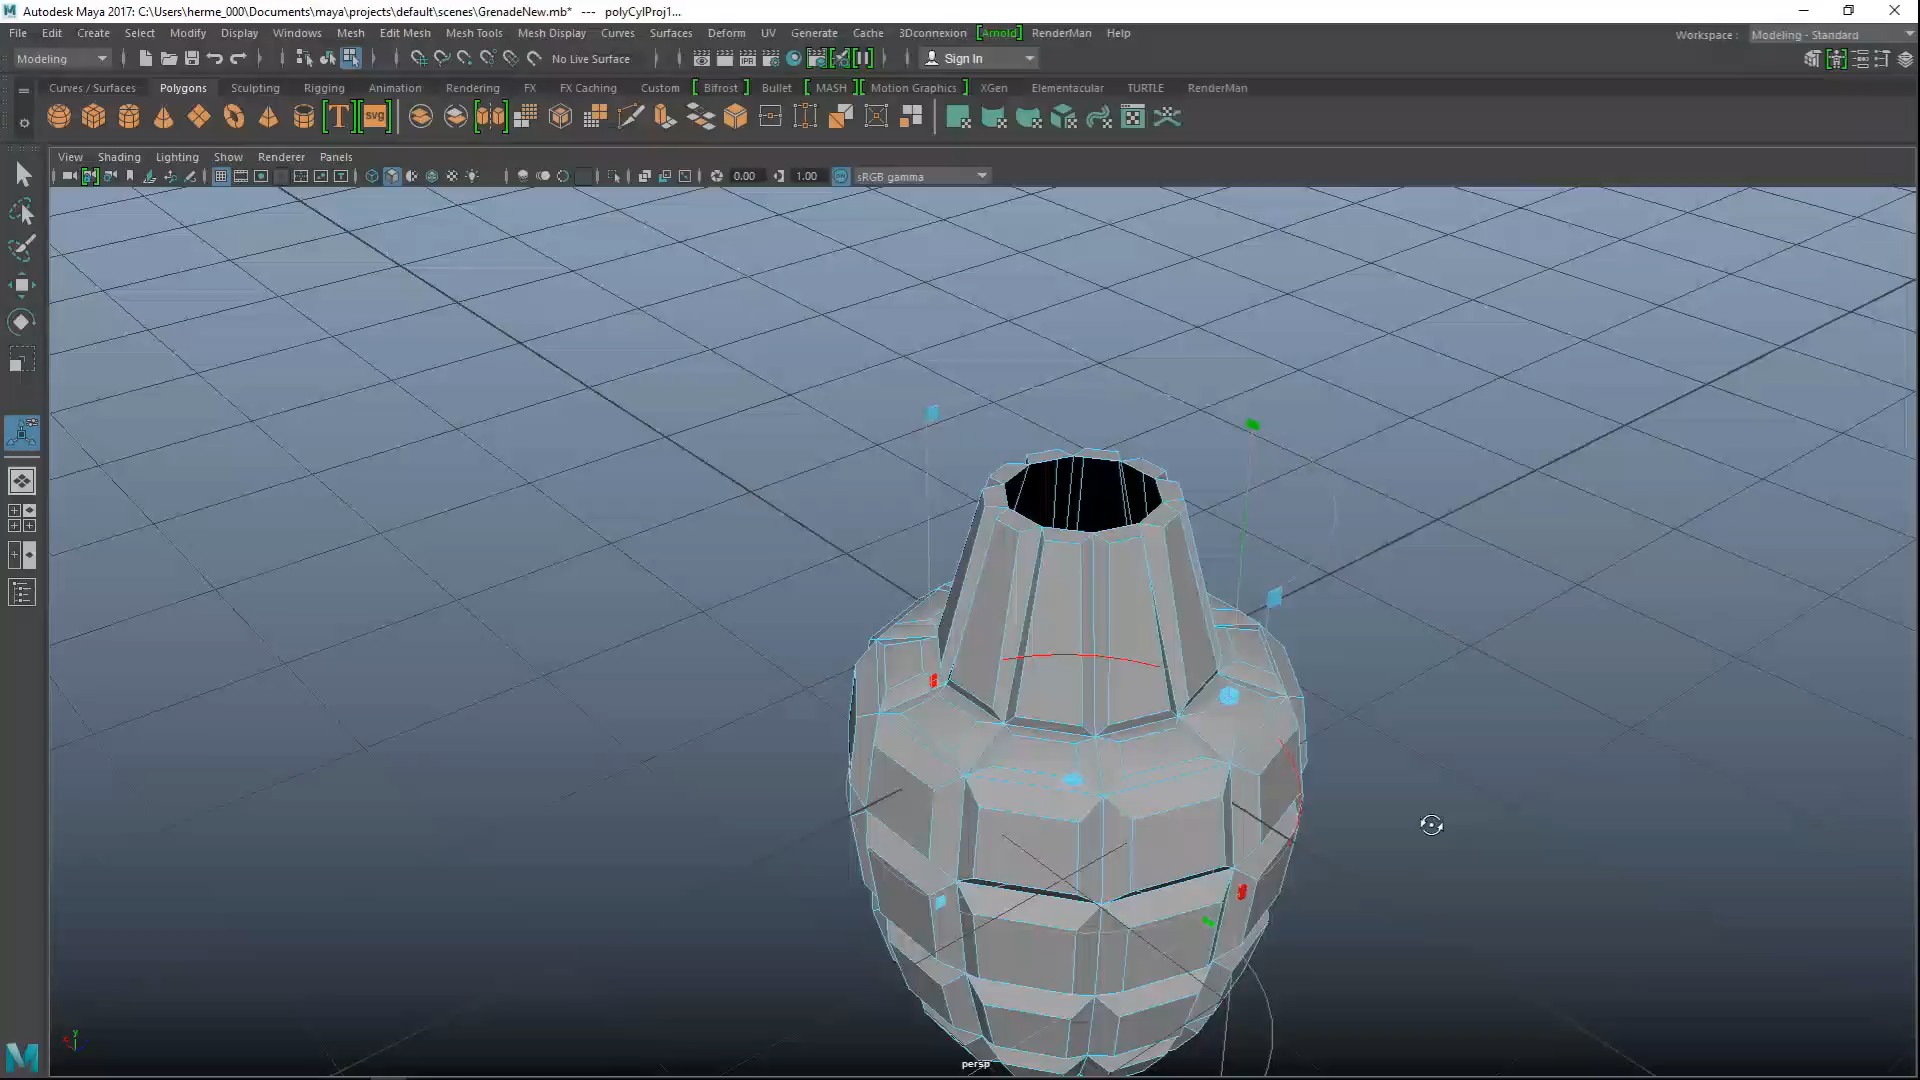 Autodesk Maya 2017: C:\Users\herme_000\Documents\maya\projects\default\scenes\GrenadeNew.mb* --- polyCylProj1...
File Edit Create Select Modify Display Windows Mesh Edit Mesh Mesh Tools Mesh Display Curves Surfaces Deform UV Generate Cache 3Dconnexion [Arnold] RenderMan Help
Workspace : Modeling - Standard
Modeling No Live Surface Sign In
Curves / Surfaces Polygons Sculpting Rigging Animation Rendering FX FX Caching Custom Bifrost Bullet MASH Motion Graphics XGen Elementacular TURTLE RenderMan
T SVG
View Shading Lighting Show Renderer Panels
0.00 1.00 sRGB gamma
persp